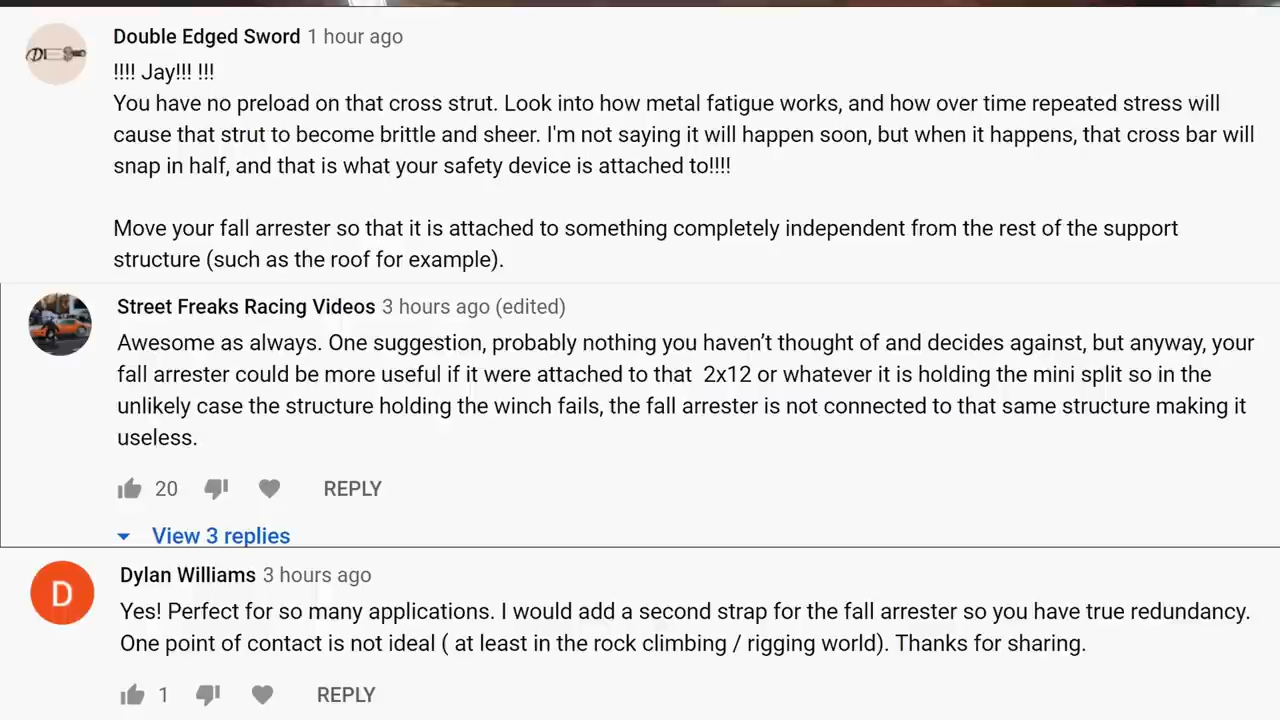 Double Edged Sword 1 hour ago
!!!! Jay!!! !!!
You have no preload on that cross strut. Look into how metal fatigue works, and how over time repeated stress will
cause that strut to become brittle and sheer. I'm not saying it will happen soon, but when it happens, that cross bar will
snap in half, and that is what your safety device is attached to!!!!
Move your fall arrester so that it is attached to something completely independent from the rest of the support
structure (such as the roof for example).
Street Freaks Racing Videos 3 hours ago (edited)
Awesome as always. One suggestion, probably nothing you haven’t thought of and decides against, but anyway, your
fall arrester could be more useful if it were attached to that  2x12 or whatever it is holding the mini split so in the
unlikely case the structure holding the winch fails, the fall arrester is not connected to that same structure making it
useless.
20 REPLY
View 3 replies
D
Dylan Williams 3 hours ago
Yes! Perfect for so many applications. I would add a second strap for the fall arrester so you have true redundancy.
One point of contact is not ideal ( at least in the rock climbing / rigging world). Thanks for sharing.
1 REPLY